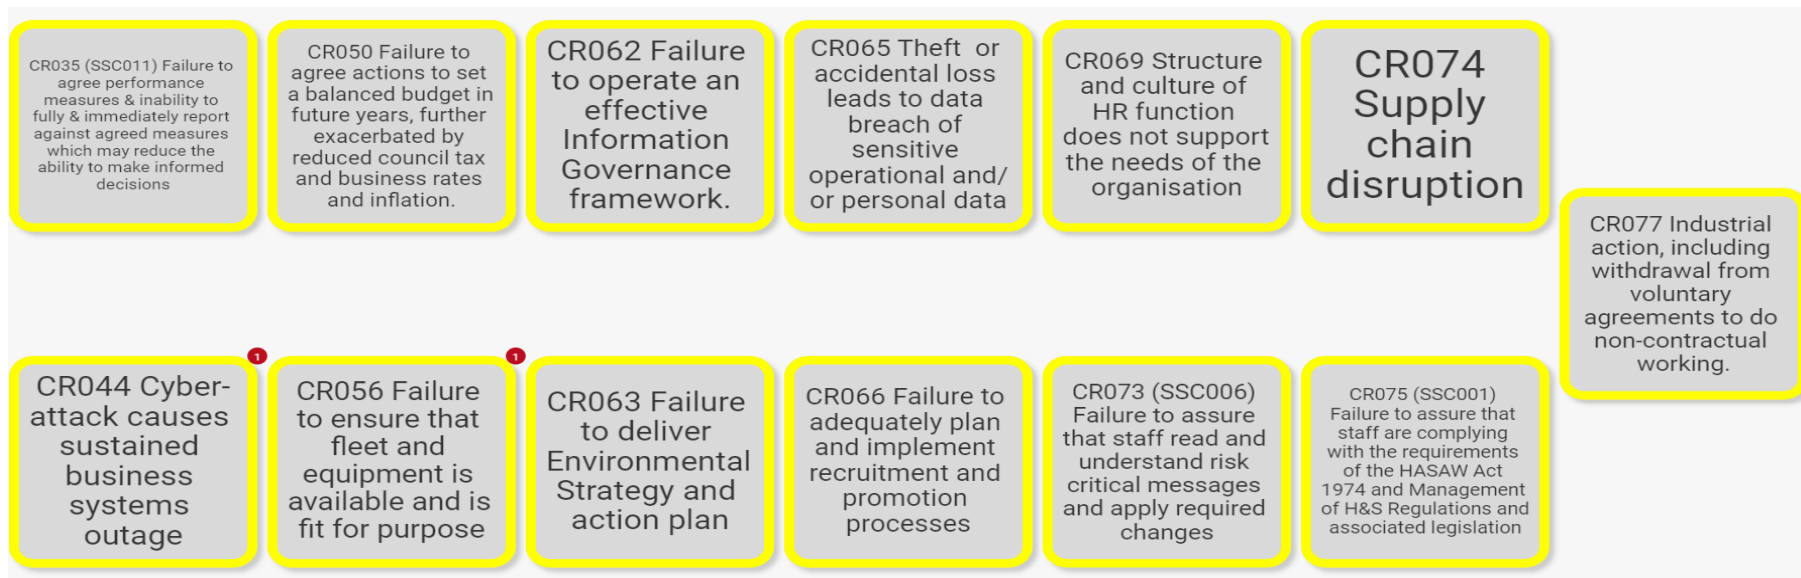 CR035 (SSC011) Failure to
agree performance
measures & inability to
fully & immediately report
against agreed measures
which may reduce the
ability to make informed
decisions
CR050 Failure to
agree actions to set
a balanced budget in
future years, further
exacerbated by
reduced council tax
and business rates
and inflation.
CR062 Failure
to operate an
effective
Information
Governance
framework.
CR065 Theft or
accidental loss
leads to data
breach of
sensitive
operational and/
or personal data
CR069 Structure
and culture of
HR function
does not support
the needs of the
organisation
CR074
Supply
chain
disruption
CR077 Industrial
action, including
withdrawal from
voluntary
agreements to do
non-contractual
working.
1
CR044 Cyber-
attack causes
sustained
business
systems
outage
1
CR056 Failure
to ensure that
fleet and
equipment is
available and is
fit for purpose
CR063 Failure
to deliver
Environmental
Strategy and
action plan
CR066 Failure to
adequately plan
and implement
recruitment and
promotion
processes
CR073 (SSC006)
Failure to assure
that staff read and
understand risk
critical messages
and apply required
changes
CR075 (SSC001)
Failure to assure that
staff are complying
with the requirements
of the HASAW Act
1974 and Management
of H&S Regulations and
associated legislation